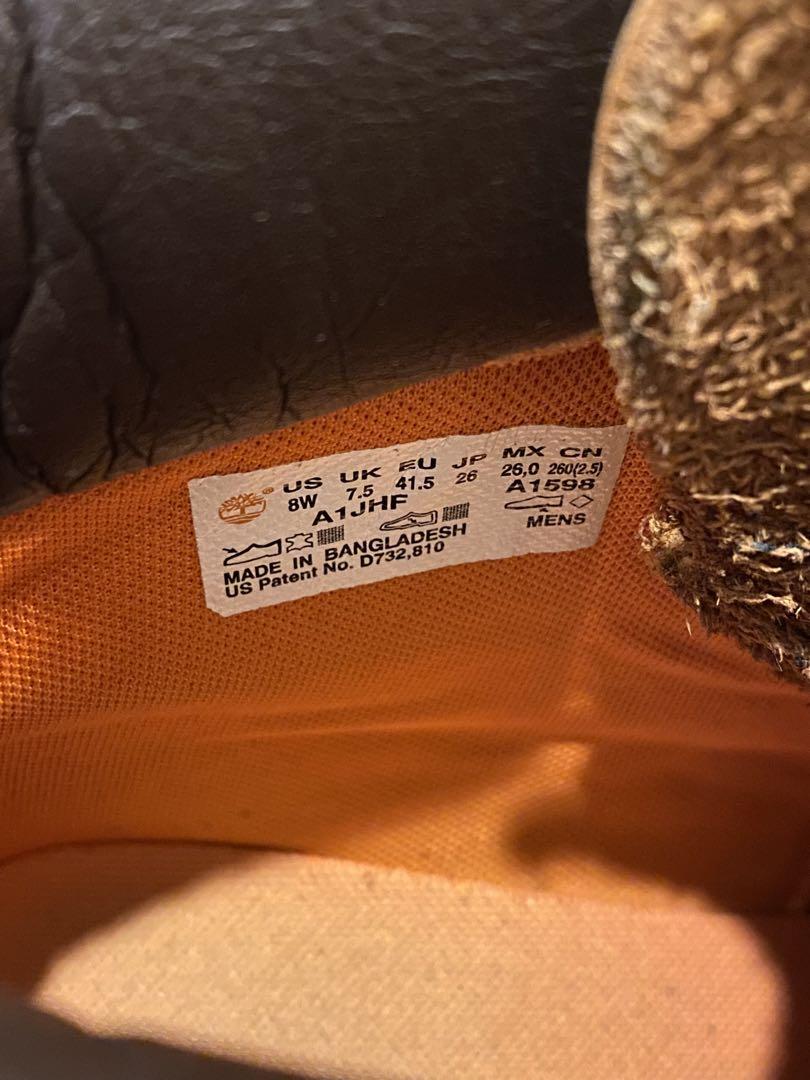 US UK EU JP MX CN
8W 7.5 41.5 26 26,0 260(2.5)
A1JHF A1598
MENS
MADE IN BANGLADESH
US Patent No. D732,810
®